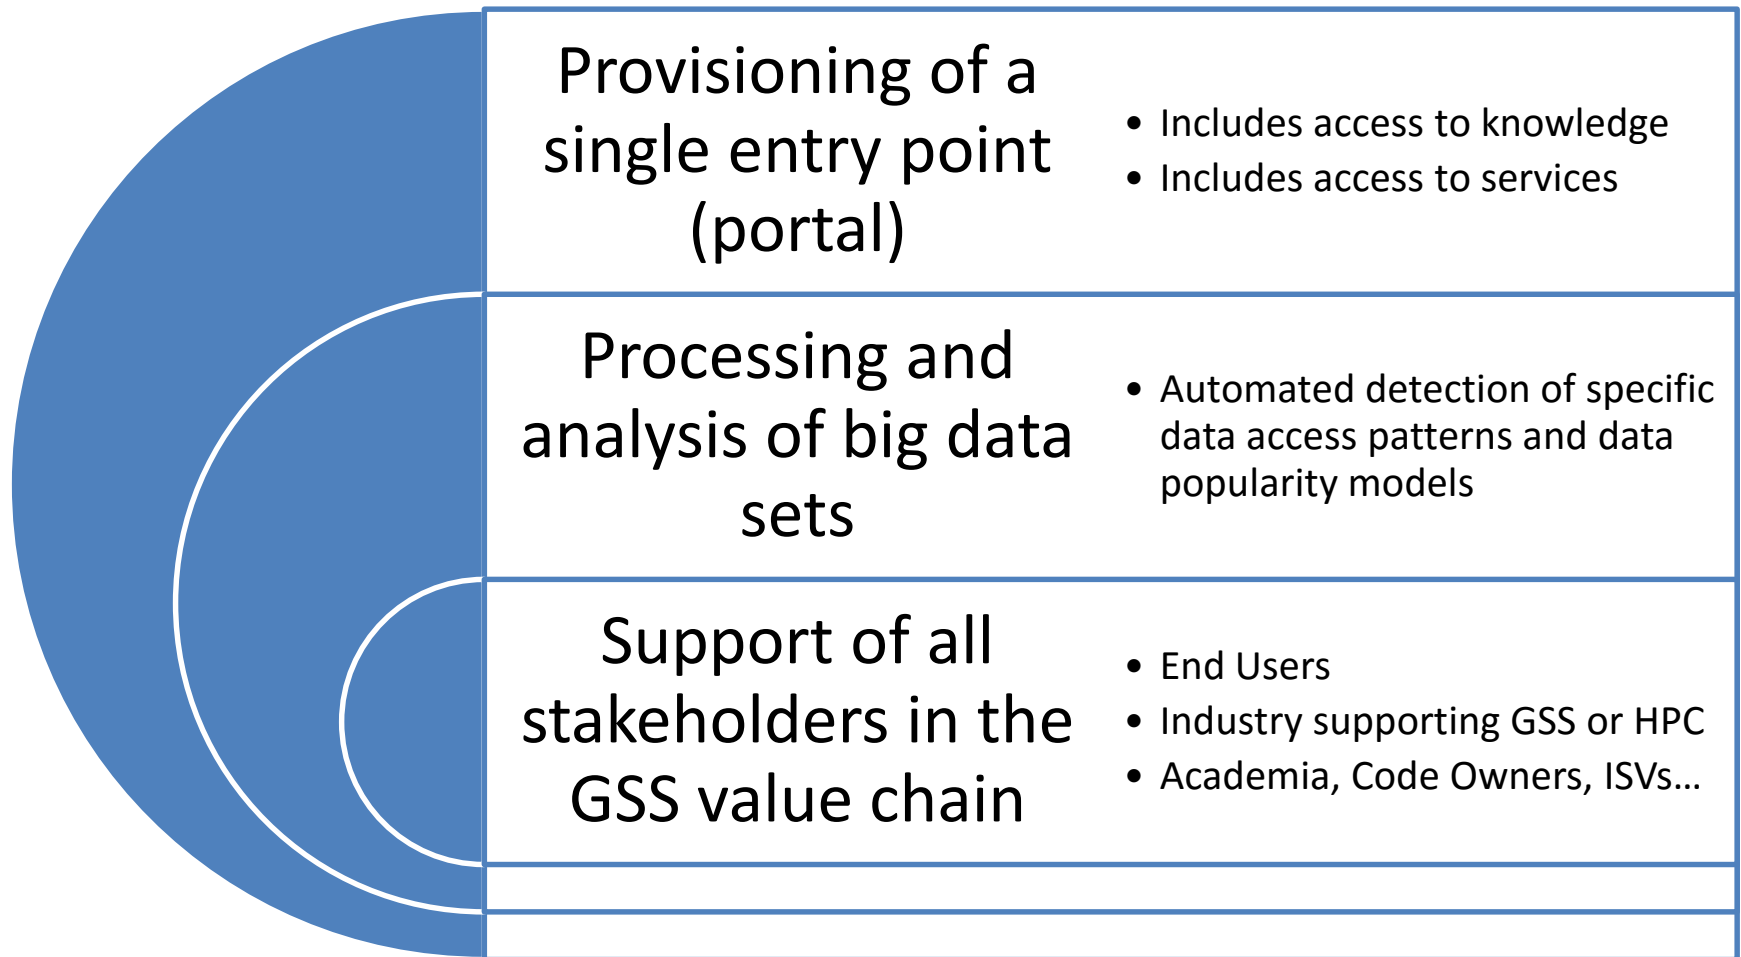 Provisioning of a
single entry point
(portal)
• Includes access to knowledge
• Includes access to services
Processing and
analysis of big data
sets
• Automated detection of specific
data access patterns and data
popularity models
Support of all
stakeholders in the
GSS value chain
• End Users
• Industry supporting GSS or HPC
• Academia, Code Owners, ISVs…